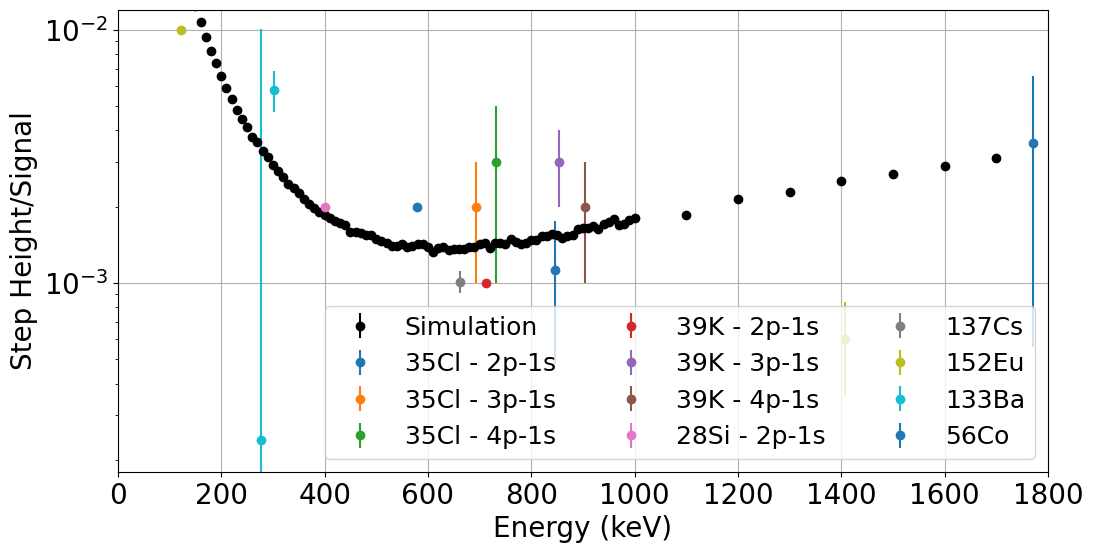 Step Height/Signal
10⁻²
10⁻³
Simulation
35Cl - 2p-1s
35Cl - 3p-1s
35Cl - 4p-1s
39K - 2p-1s
39K - 3p-1s
39K - 4p-1s
28Si - 2p-1s
137Cs
152Eu
133Ba
56Co
0 200 400 600 800 1000 1200 1400 1600 1800
Energy (keV)